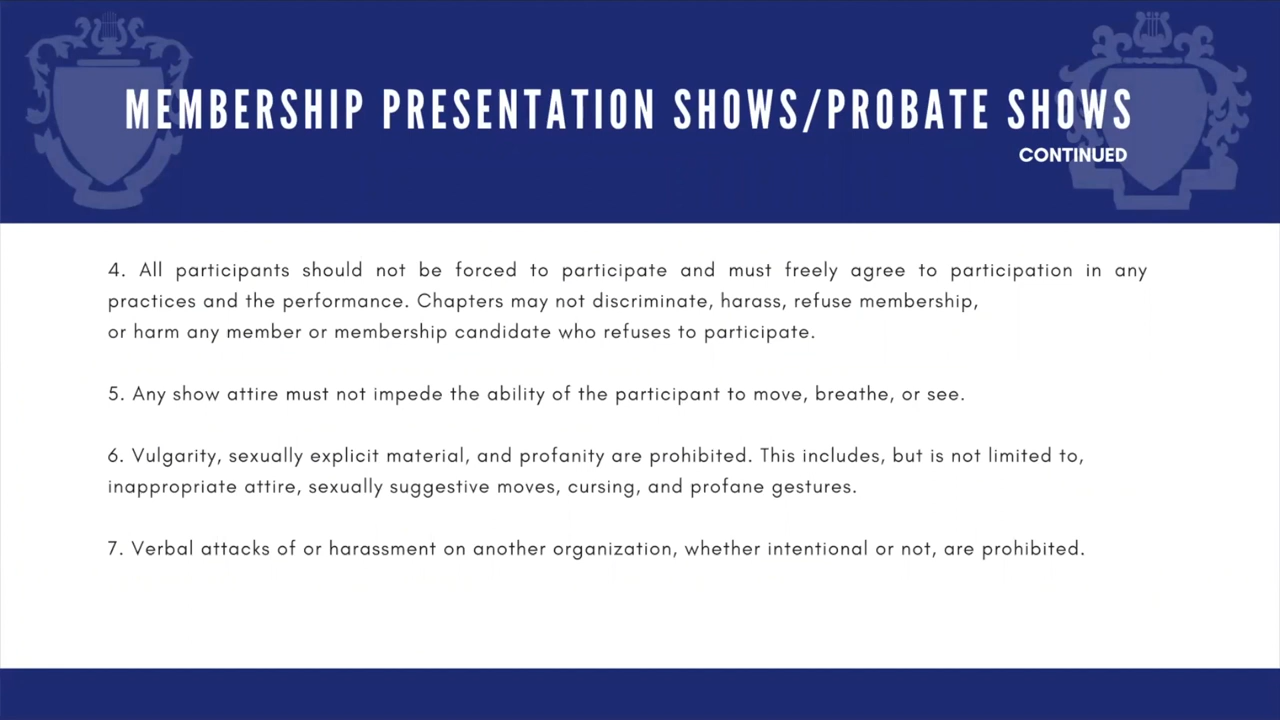 MEMBERSHIP PRESENTATION SHOWS/PROBATE SHOWS
CONTINUED
4. All participants should not be forced to participate and must freely agree to participation in any
practices and the performance. Chapters may not discriminate, harass, refuse membership,
or harm any member or membership candidate who refuses to participate.
5. Any show attire must not impede the ability of the participant to move, breathe, or see.
6. Vulgarity, sexually explicit material, and profanity are prohibited. This includes, but is not limited to,
inappropriate attire, sexually suggestive moves, cursing, and profane gestures.
7. Verbal attacks of or harassment on another organization, whether intentional or not, are prohibited.